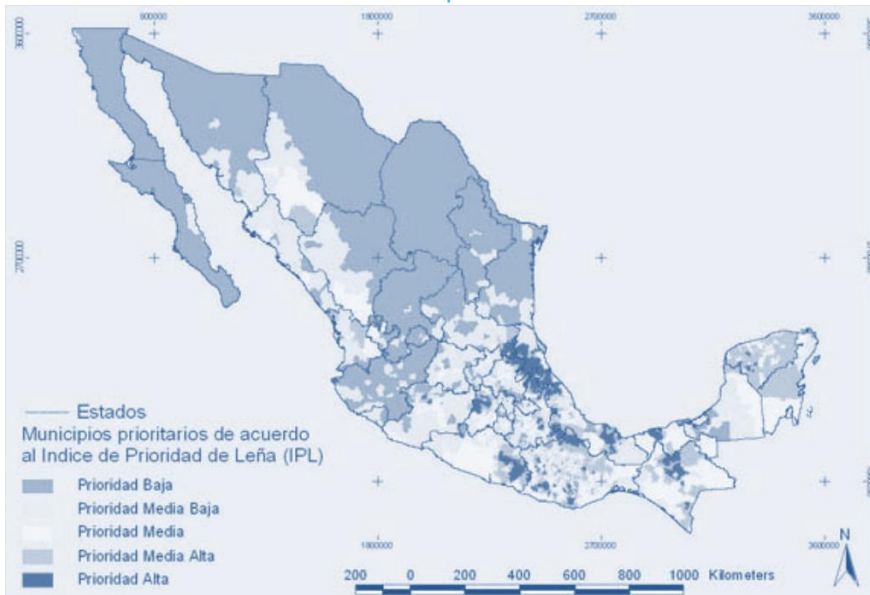 900000 1800000 2700000 3600000
3600000
2700000 2700000
Estados
Municipios prioritarios de acuerdo
al Indice de Prioridad de Leña (IPL)
Prioridad Baja
Prioridad Media Baja
Prioridad Media
Prioridad Media Alta
Prioridad Alta
1800000 2700000 3600000
N
200 0 200 400 600 800 1000 Kilometers